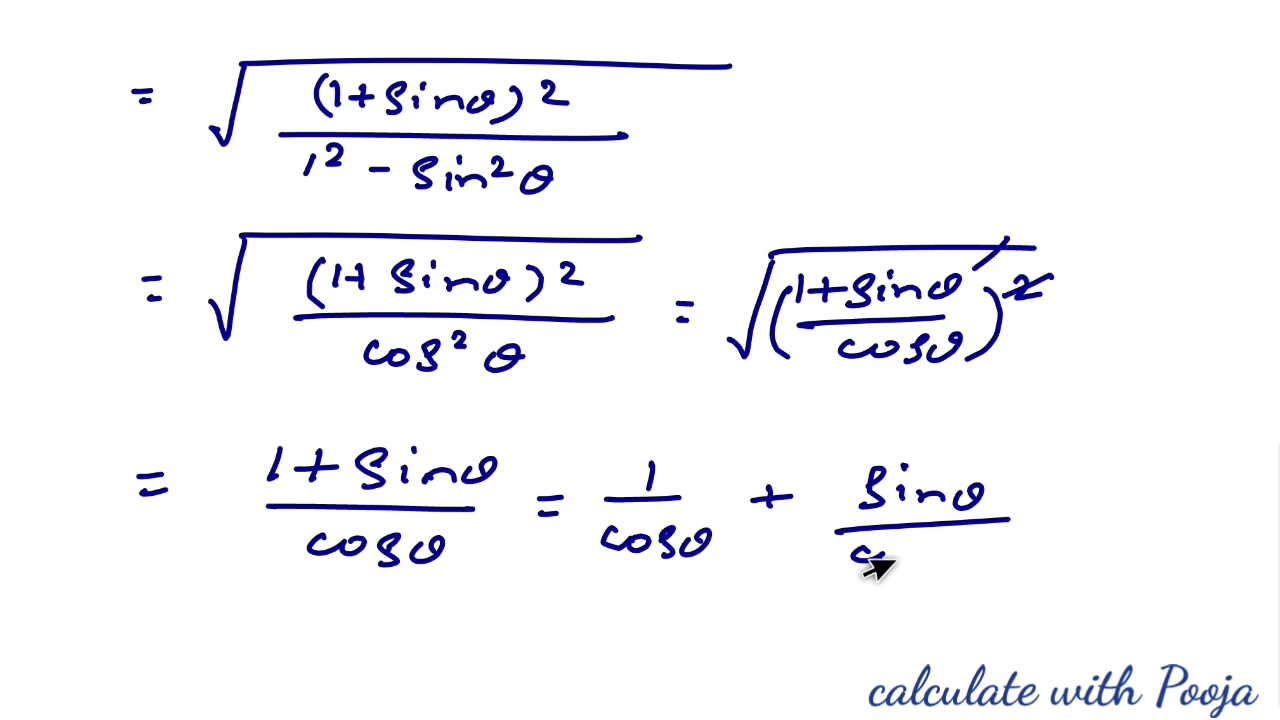 = √((1+sinθ)² / (1² - sin²θ))
= √((1+ sinθ)² / cos²θ) = √((1+sinθ / cosθ)²)
= 1+sinθ / cosθ = 1 / cosθ + sinθ / c
calculate with Pooja